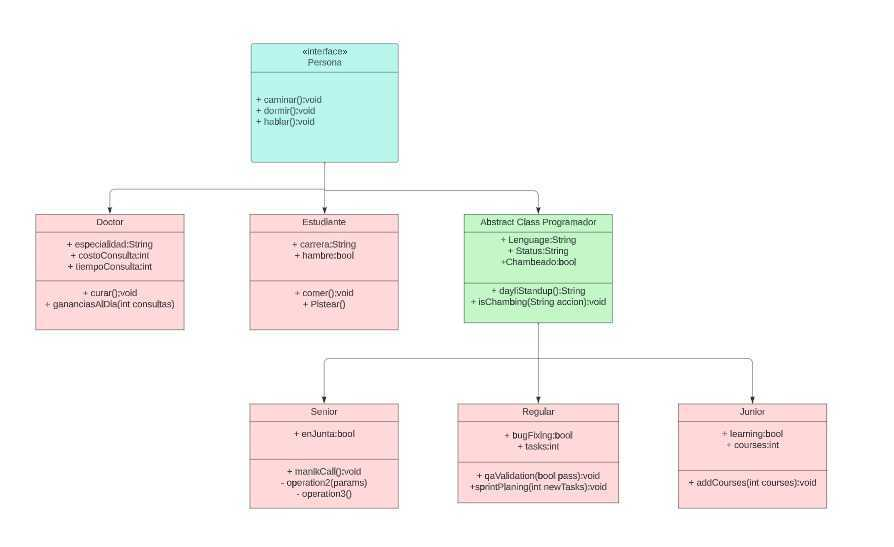 «interface»
Persona
+ caminar():void
+ dormir():void
+ hablar():void
Doctor
+ especialidad:String
+ costoConsulta:int
+ tiempoConsulta:int
+ curar():void
+ gananciasAlDia(int consultas)
Estudiante
+ carrera:String
+ hambre:bool
+ comer():void
+ Pistear()
Abstract Class Programador
+ Lenguage:String
+ Status:String
+Chambeado:bool
+ dayliStandup():String
+ isChambing(String accion):void
Senior
+ enJunta:bool
+ manikCall():void
- operation2(params)
- operation3()
Regular
+ bugFixing:bool
+ tasks:int
+ qaValidation(bool pass):void
+sprintPlaning(int newTasks):void
Junior
+ learning:bool
+ courses:int
+ addCourses(int courses):void